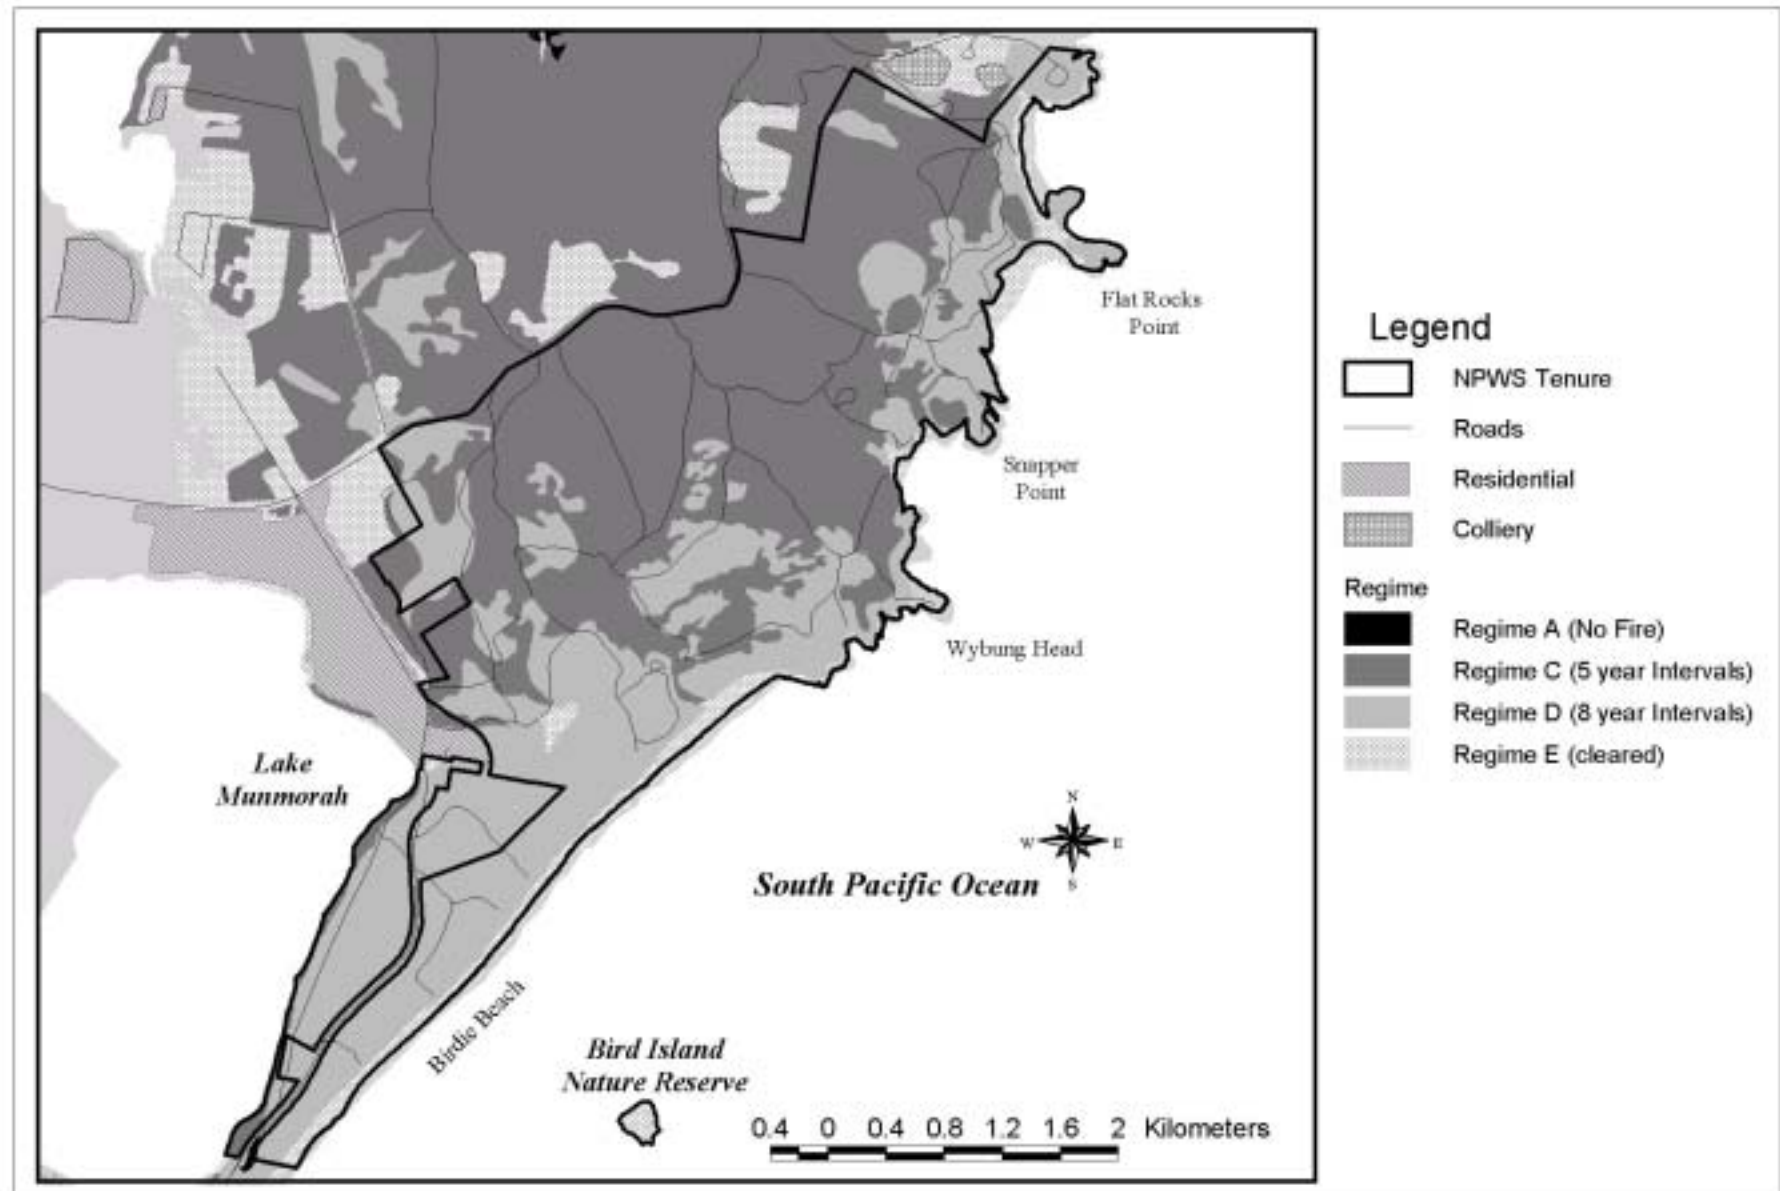 Flat Rocks
Point
Snapper
Point
Wybung Head
Lake
Munmorah
South Pacific Ocean
Birdie Beach
Bird Island
Nature Reserve
N
W E
S
0.4 0 0.4 0.8 1.2 1.6 2 Kilometers
Legend
NPWS Tenure
Roads
Residential
Colliery
Regime
Regime A (No Fire)
Regime C (5 year Intervals)
Regime D (8 year Intervals)
Regime E (cleared)